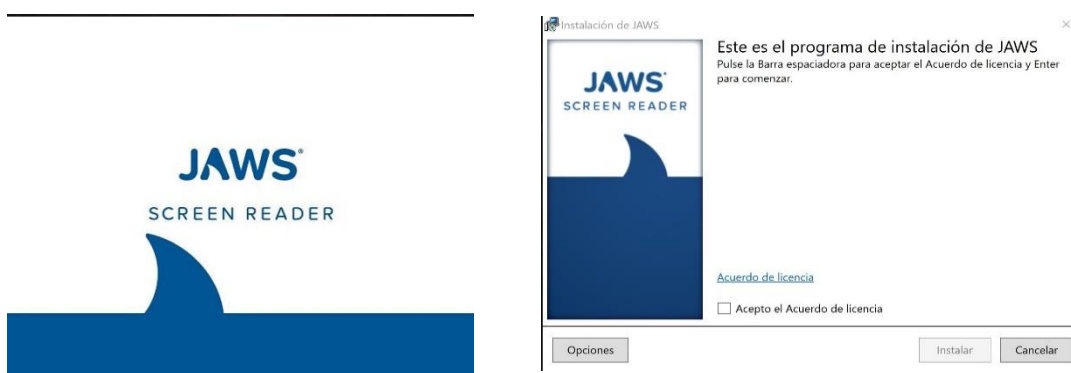 JAWS®
SCREEN READER
Instalación de JAWS
JAWS®
SCREEN READER
Este es el programa de instalación de JAWS
Pulse la Barra espaciadora para aceptar el Acuerdo de licencia y Enter
para comenzar.
Acuerdo de licencia
Acepto el Acuerdo de licencia
Opciones
Instalar
Cancelar